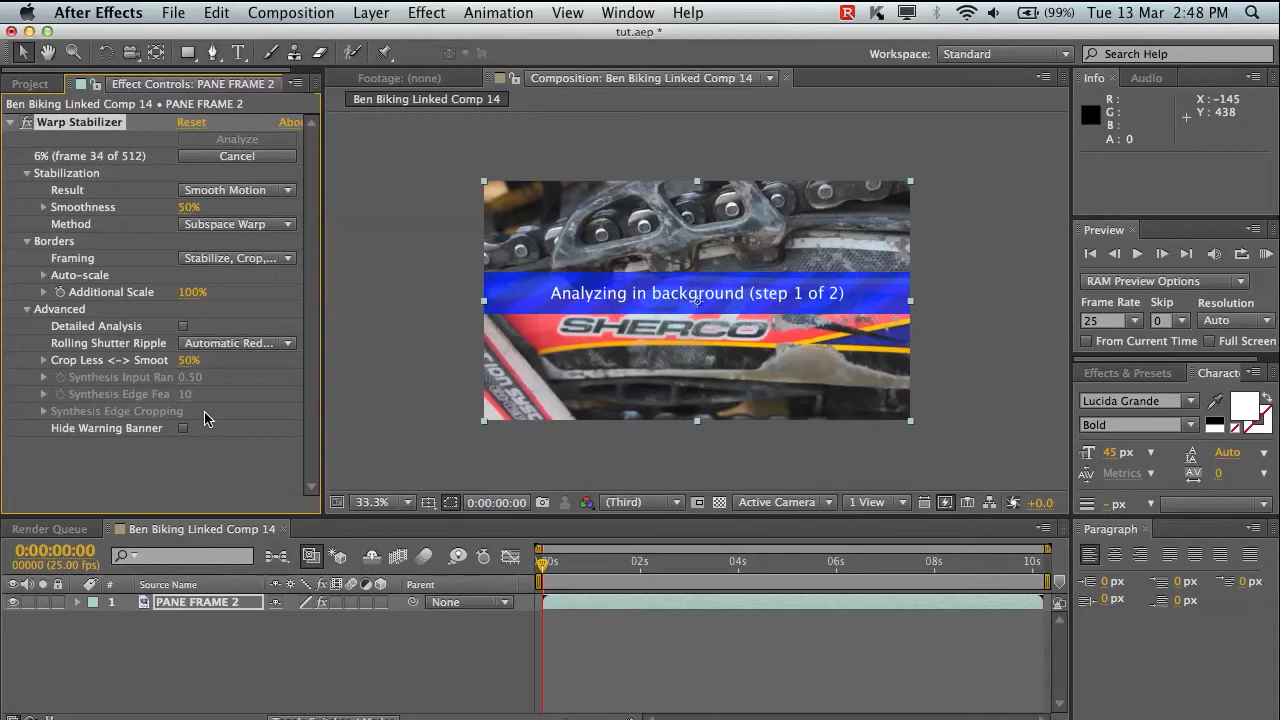 After Effects File Edit Composition Layer Effect Animation View Window Help (99%) Tue 13 Mar 2:48 PM
tut.aep *
Workspace: Standard Search Help
Project Effect Controls: PANE FRAME 2 Footage: (none) Composition: Ben Biking Linked Comp 14 Info Audio
Ben Biking Linked Comp 14 • PANE FRAME 2
Ben Biking Linked Comp 14
R: X: -145
G: Y: 438
B:
A: 0
fx Warp Stabilizer Reset Abo
Analyze
6% (frame 34 of 512) Cancel
Stabilization
Result Smooth Motion
Smoothness 50%
Method Subspace Warp
Borders
Framing Stabilize, Crop,...
Auto-scale
Additional Scale 100%
Advanced
Detailed Analysis
Rolling Shutter Ripple Automatic Red...
Crop Less <-> Smoot 50%
Synthesis Input Ran 0.50
Synthesis Edge Fea 10
Synthesis Edge Cropping
Hide Warning Banner
Analyzing in background (step 1 of 2)
SHERCO
Preview
RAM Preview Options
Frame Rate Skip Resolution
25 0 Auto
From Current Time Full Screen
Effects & Presets Charact
Lucida Grande
Bold
45 px Auto
Metrics 0
- px
33.3% 0:00:00:00 (Third) Active Camera 1 View +0.0
Render Queue Ben Biking Linked Comp 14
0:00:00:00
00000 (25.00 fps)
00s 02s 04s 06s 08s 10s
# Source Name fx Parent
1 PANE FRAME 2 fx None
Paragraph
0 px 0 px 0 px
0 px 0 px